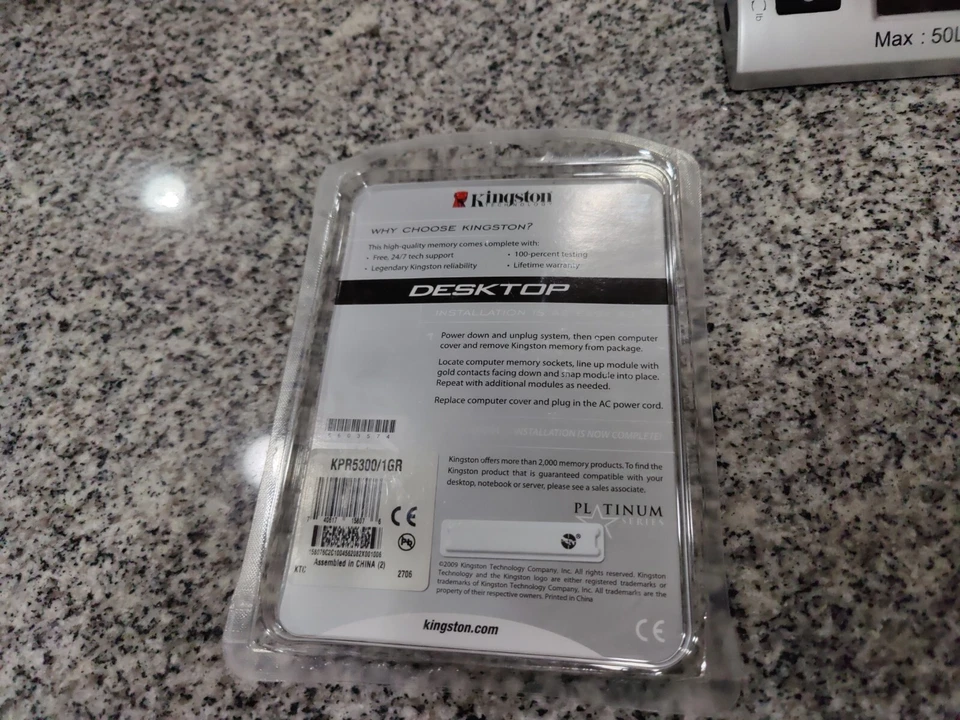 Max : 50L
Kingston
TECHNOLOGY
WHY CHOOSE KINGSTON?
This high-quality memory comes complete with:
• Free, 24/7 tech support
• 100-percent testing
• Legendary Kingston reliability
• Lifetime warranty
DESKTOP
INSTALLATION IS
Power down and unplug system, then open computer
cover and remove Kingston memory from package.
Locate computer memory sockets, line up module with
gold contacts facing down and snap module into place.
Repeat with additional modules as needed.
Replace computer cover and plug in the AC power cord.
INSTALLATION IS NOW COMPLETE!
KPR5300/1GR
CE
Pb
Assembled in CHINA (2)
KTC
2706
Kingston offers more than 2,000 memory products. To find the
Kingston product that is guaranteed compatible with your
desktop, notebook or server, please see a sales associate.
PLATINUM
SERIES
©2009 Kingston Technology Company, Inc. All rights reserved. Kingston
Technology and the Kingston logo are either registered trademarks or
trademarks of Kingston Technology Company, Inc. All trademarks are the
property of their respective owners. Printed in China
kingston.com
CE